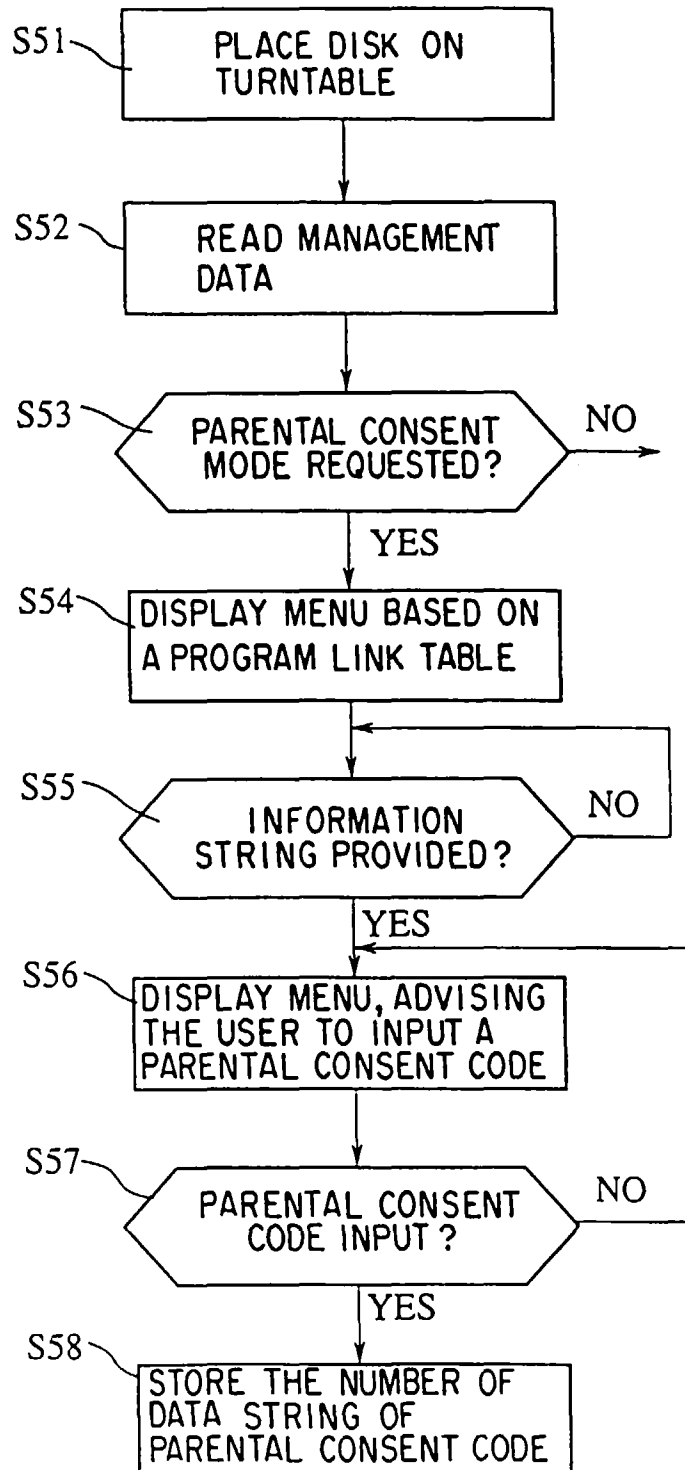 S51
PLACE DISK ON
TURNTABLE
S52
READ MANAGEMENT
DATA
S53
PARENTAL CONSENT
MODE REQUESTED?
NO
YES
S54
DISPLAY MENU BASED ON
A PROGRAM LINK TABLE
S55
INFORMATION
STRING PROVIDED?
NO
YES
S56
DISPLAY MENU, ADVISING
THE USER TO INPUT A
PARENTAL CONSENT CODE
S57
PARENTAL CONSENT
CODE INPUT?
NO
YES
S58
STORE THE NUMBER OF
DATA STRING OF
PARENTAL CONSENT CODE